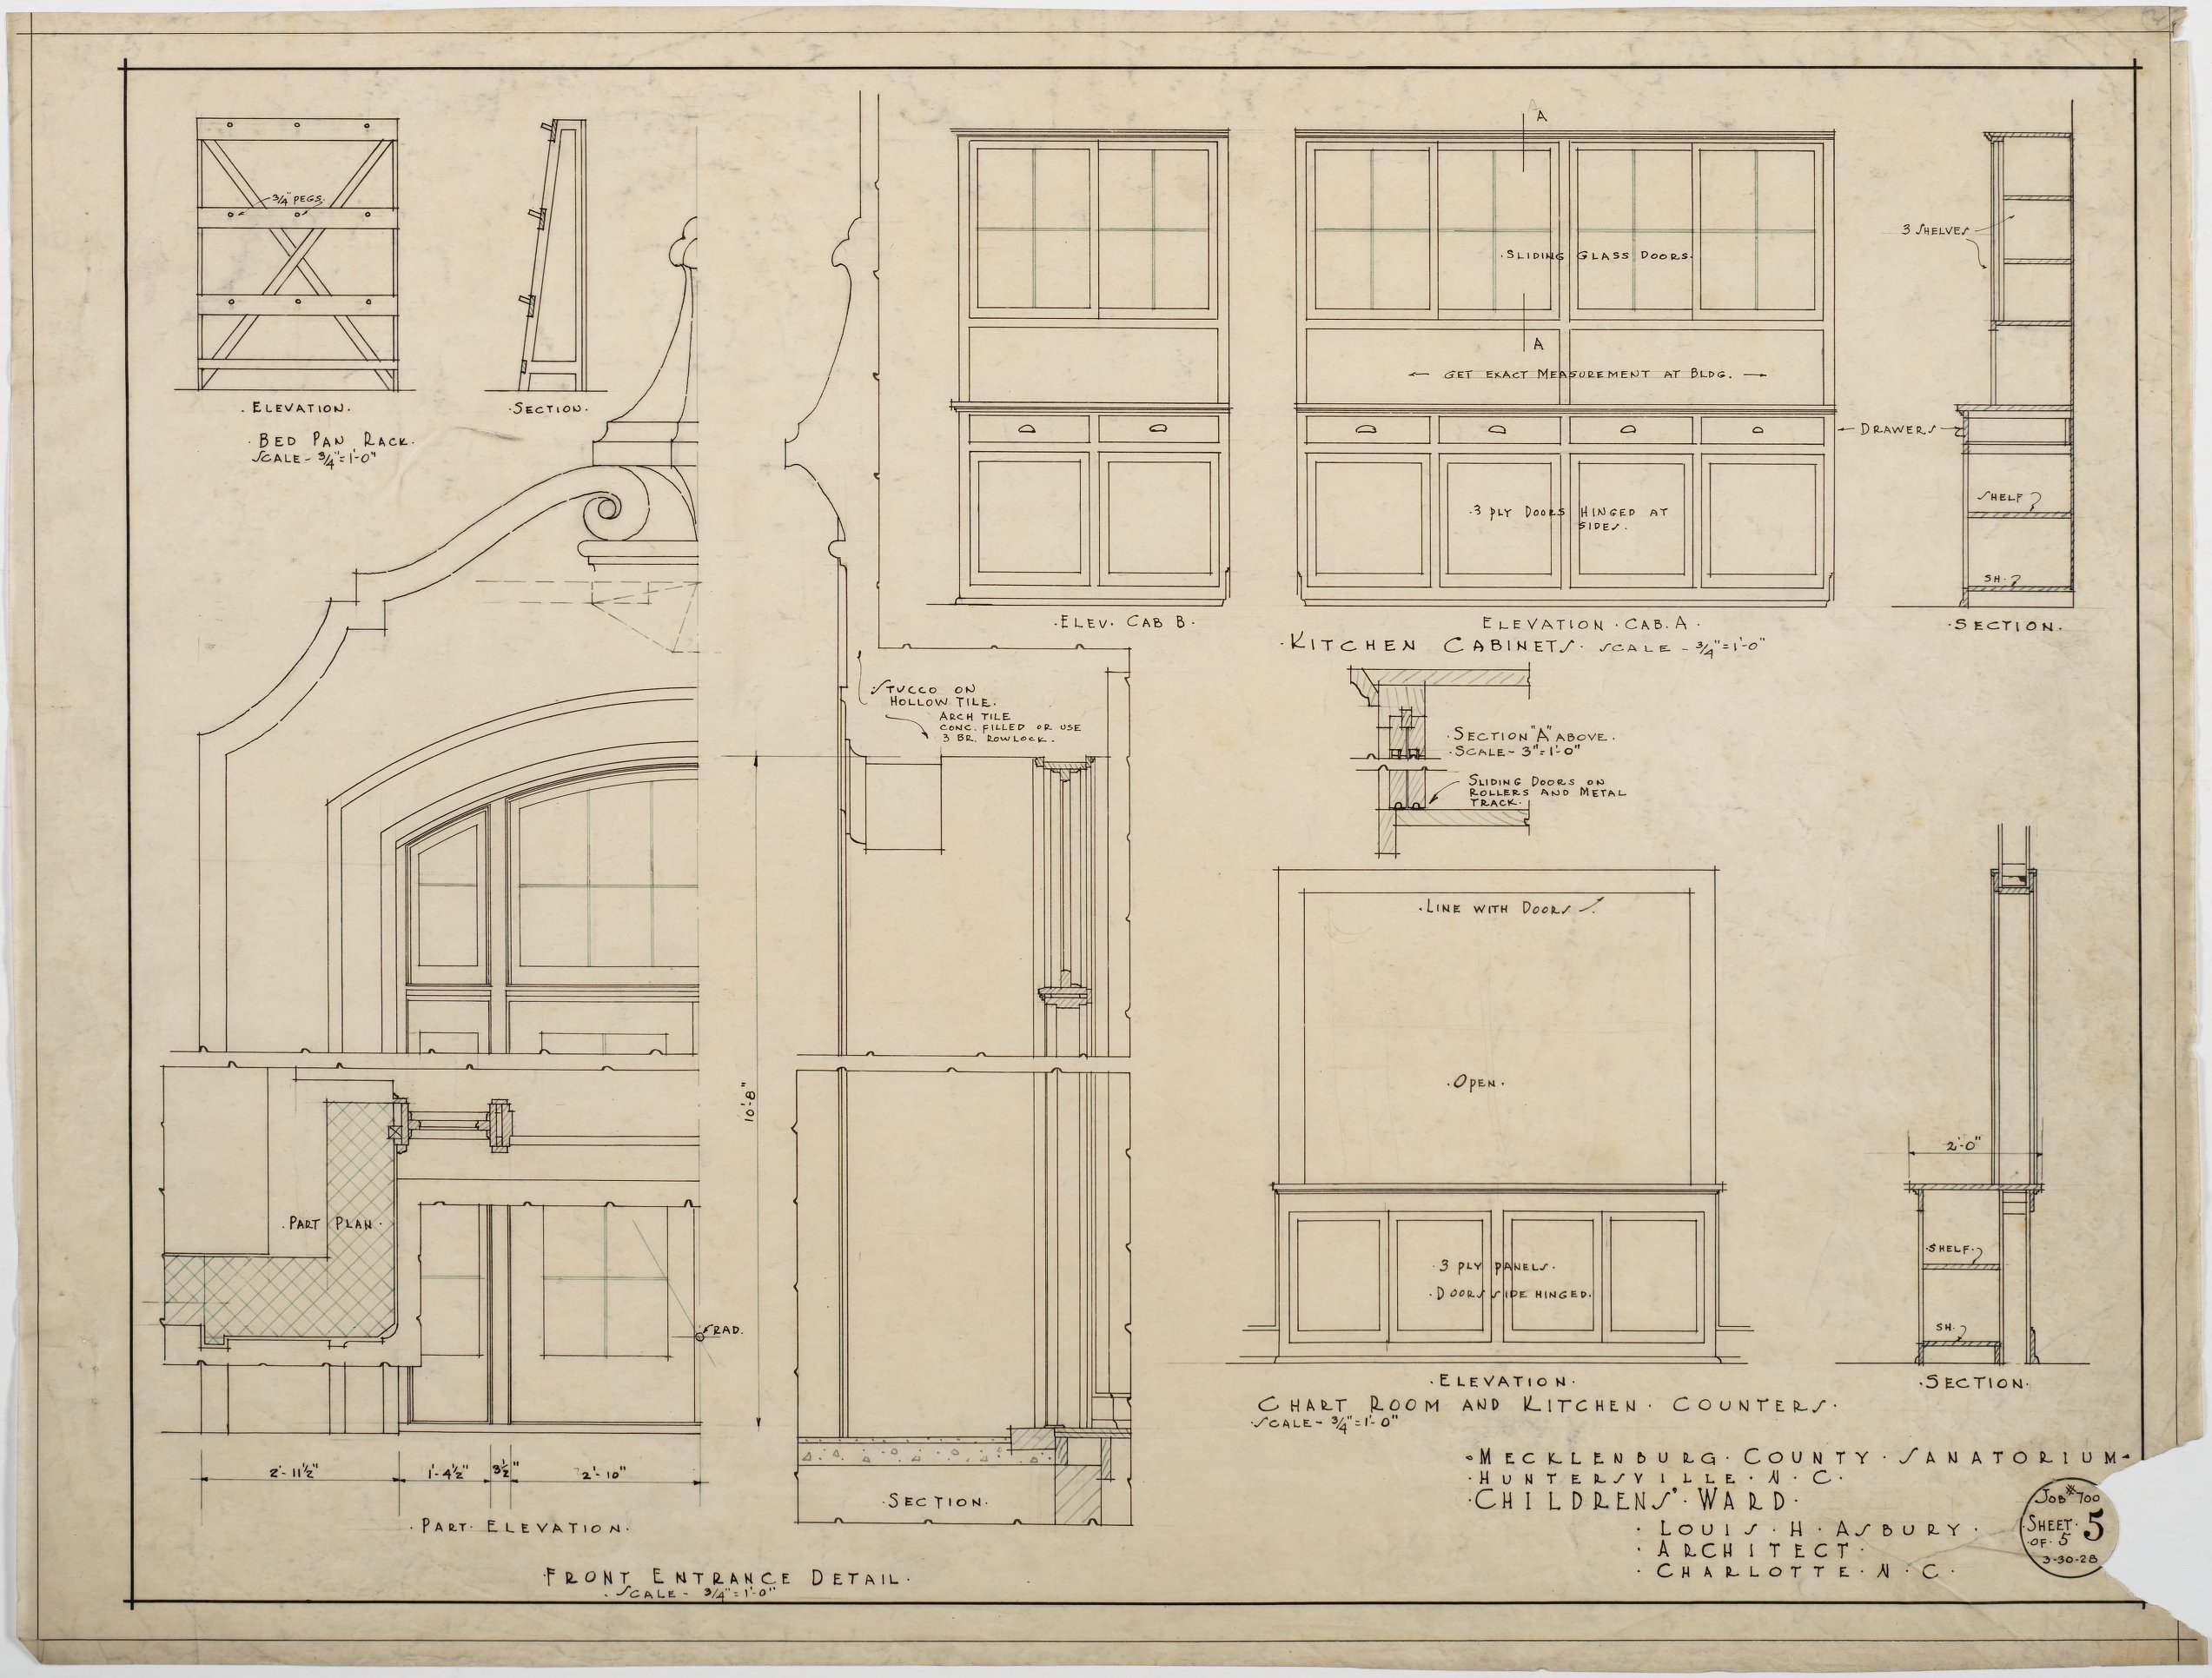 3/4" PEGS.
·ELEVATION·
·SECTION·
·BED PAN RACK·
SCALE - 3/4"=1'-0"
A
·SLIDING GLASS DOORS·
A
← GET EXACT MEASUREMENT AT BLDG. →
3 SHELVES
← DRAWERS →
·3 PLY DOORS HINGED AT
SIDES·
SHELF
SH.
·ELEV· CAB B·
ELEVATION·CAB.A·
·SECTION·
·KITCHEN CABINETS· SCALE - 3/4"=1'-0"
·STUCCO ON
HOLLOW TILE.
ARCH TILE
CONC. FILLED OR USE
3 BR. ROWLOCK.
·SECTION "A" ABOVE·
·SCALE - 3"=1'-0"
SLIDING DOORS ON
ROLLERS AND METAL
TRACK·
·LINE WITH DOORS
·OPEN·
2'-0"
10'-8"
·PART PLAN·
RAD.
·3 PLY PANELS·
·DOORS SIDE HINGED·
·SHELF·
SH.
·ELEVATION·
·SECTION·
CHART ROOM AND KITCHEN· COUNTERS·
·SCALE - 3/4"=1'-0"
2'-11½"
1'-4½"
3½"
2'-10"
·SECTION·
·PART· ELEVATION·
·FRONT ENTRANCE DETAIL·
·SCALE - 3/4"=1'-0"
·MECKLENBURG·COUNTY·SANATORIUM·
·HUNTERSVILLE·N·C·
·CHILDRENS'·WARD·
·LOUIS·H·ASBURY·
·ARCHITECT·
·CHARLOTTE·N·C·
JOB #700
SHEET· 5
·OF· 5
3-30-28